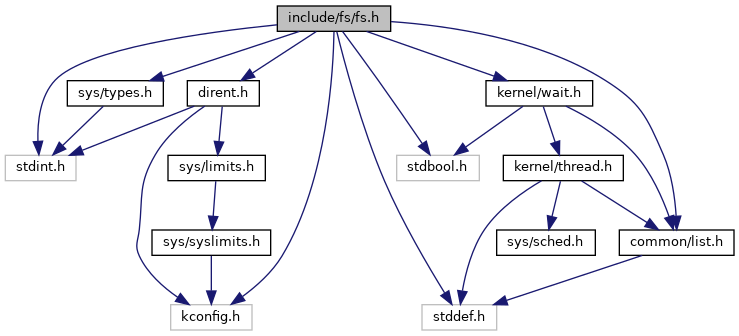 include/fs/fs.h
sys/types.h
dirent.h
kernel/wait.h
stdint.h
sys/limits.h
stdbool.h
kernel/thread.h
sys/syslimits.h
sys/sched.h
common/list.h
kconfig.h
stddef.h